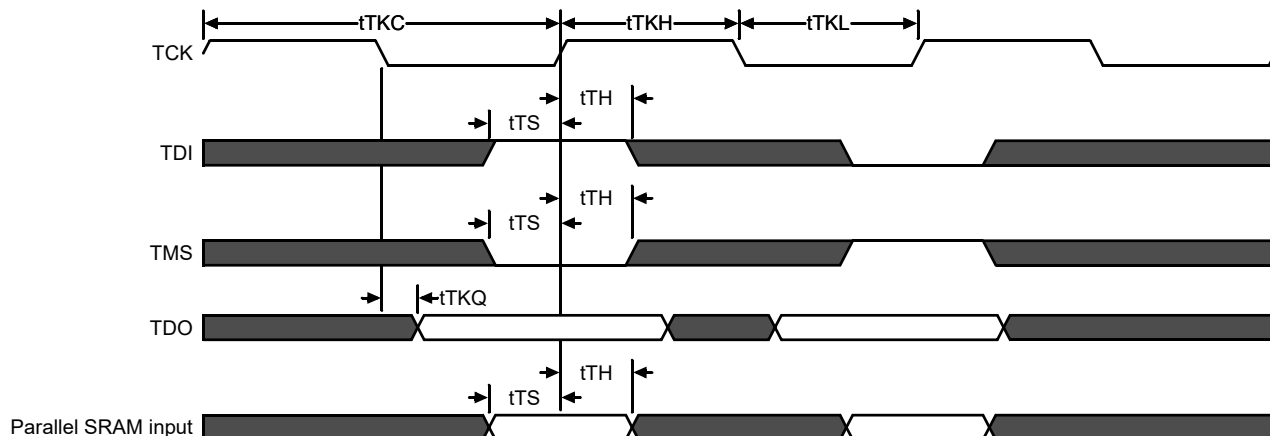 tTKC
tTKH
tTKL
TCK
tTH
tTS
TDI
tTH
tTS
TMS
tTKQ
TDO
tTH
tTS
Parallel SRAM input